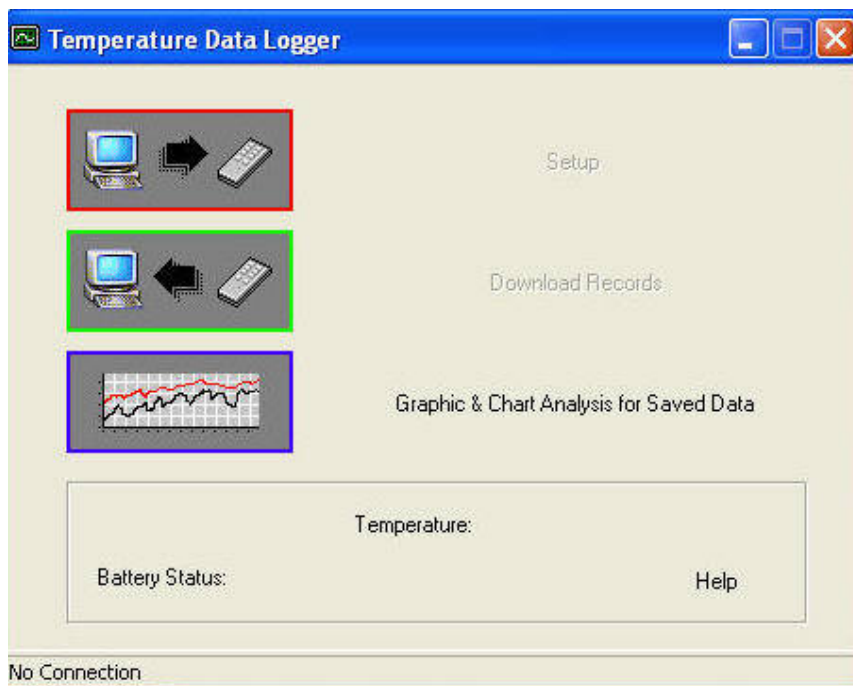 Temperature Data Logger
Setup
Download Records
Graphic & Chart Analysis for Saved Data
Temperature:
Battery Status:
Help
No Connection